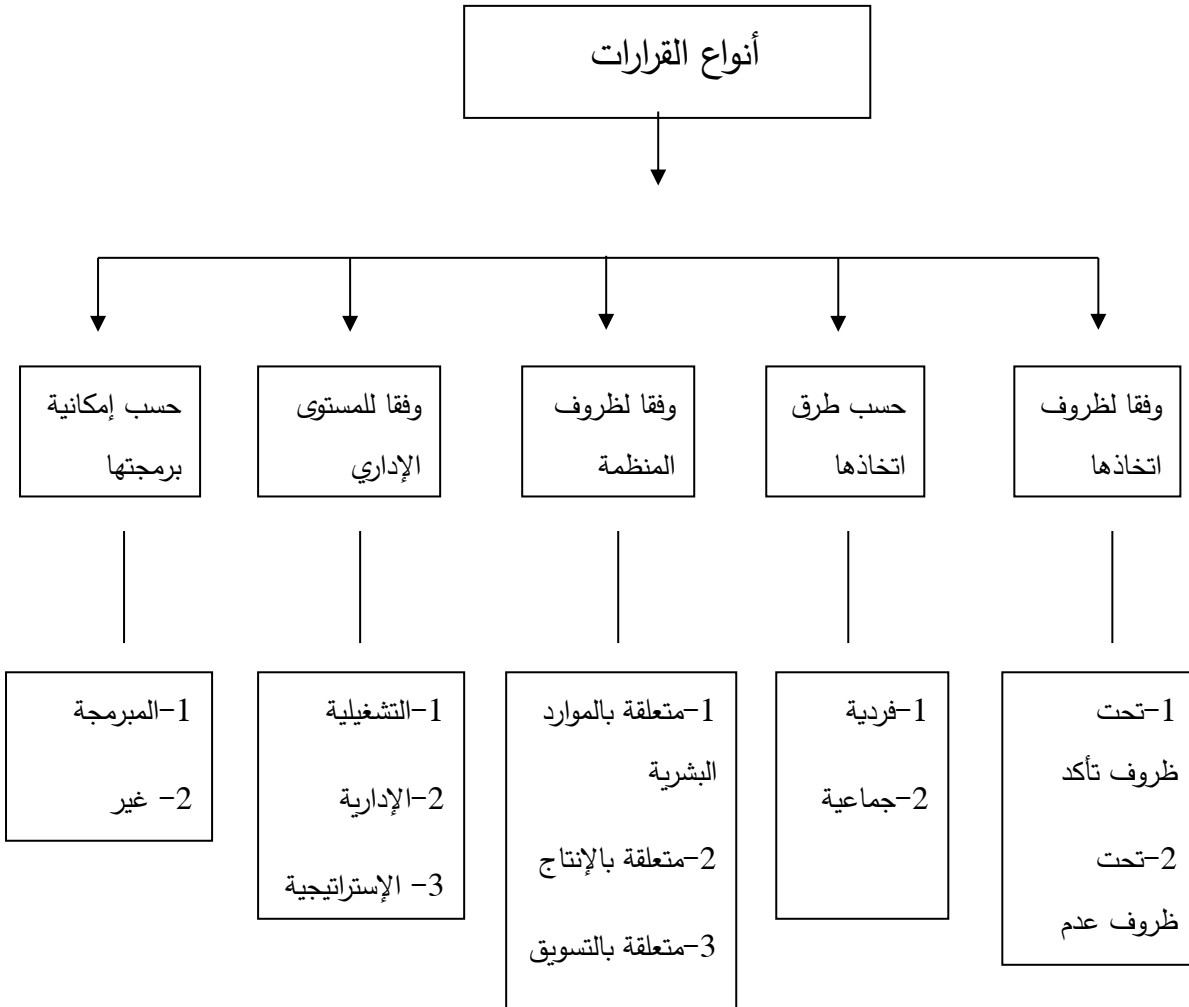 أنواع القرارات
وفقا لظروف
اتخاذها
حسب طرق
اتخاذها
وفقا لظروف
المنظمة
وفقا للمستوى
الإداري
حسب إمكانية
برمجتها
1-تحت
ظروف تأكد
2-تحت
ظروف عدم
1-فردية
2-جماعية
1-متعلقة بالموارد
البشرية
2-متعلقة بالإنتاج
3-متعلقة بالتسويق
1-التشغيلية
2-الإدارية
3- الإستراتيجية
1-المبرمجة
2- غير